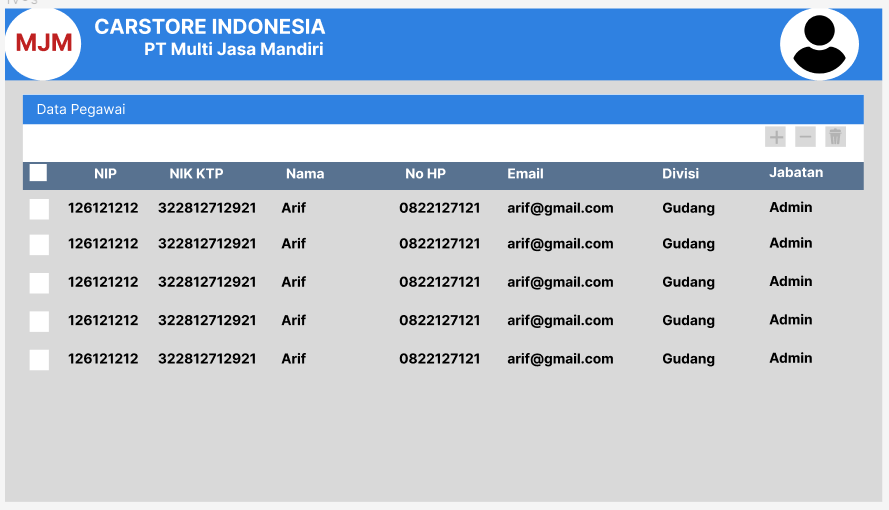 TV - 3
MJM
CARSTORE INDONESIA
PT Multi Jasa Mandiri
Data Pegawai
NIP NIK KTP Nama No HP Email Divisi Jabatan
126121212 322812712921 Arif 0822127121 arif@gmail.com Gudang Admin
126121212 322812712921 Arif 0822127121 arif@gmail.com Gudang Admin
126121212 322812712921 Arif 0822127121 arif@gmail.com Gudang Admin
126121212 322812712921 Arif 0822127121 arif@gmail.com Gudang Admin
126121212 322812712921 Arif 0822127121 arif@gmail.com Gudang Admin